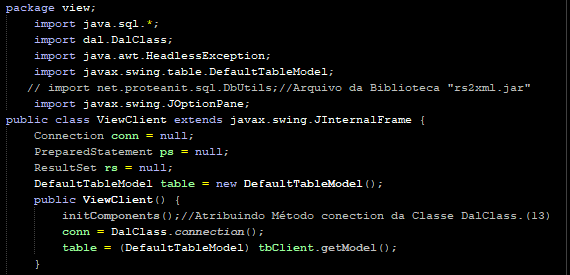 package view;
import java.sql.*;
import dal.DalClass;
import java.awt.HeadlessException;
import javax.swing.table.DefaultTableModel;
// import net.proteanit.sql.DbUtils;//Arquivo da Biblioteca "rs2xml.jar"
import javax.swing.JOptionPane;
public class ViewClient extends javax.swing.JInternalFrame {
Connection conn = null;
PreparedStatement ps = null;
ResultSet rs = null;
DefaultTableModel table = new DefaultTableModel();
public ViewClient() {
initComponents();//Atribuindo Método conection da Classe DalClass.(13)
conn = DalClass.connection();
table = (DefaultTableModel) tbClient.getModel();
}